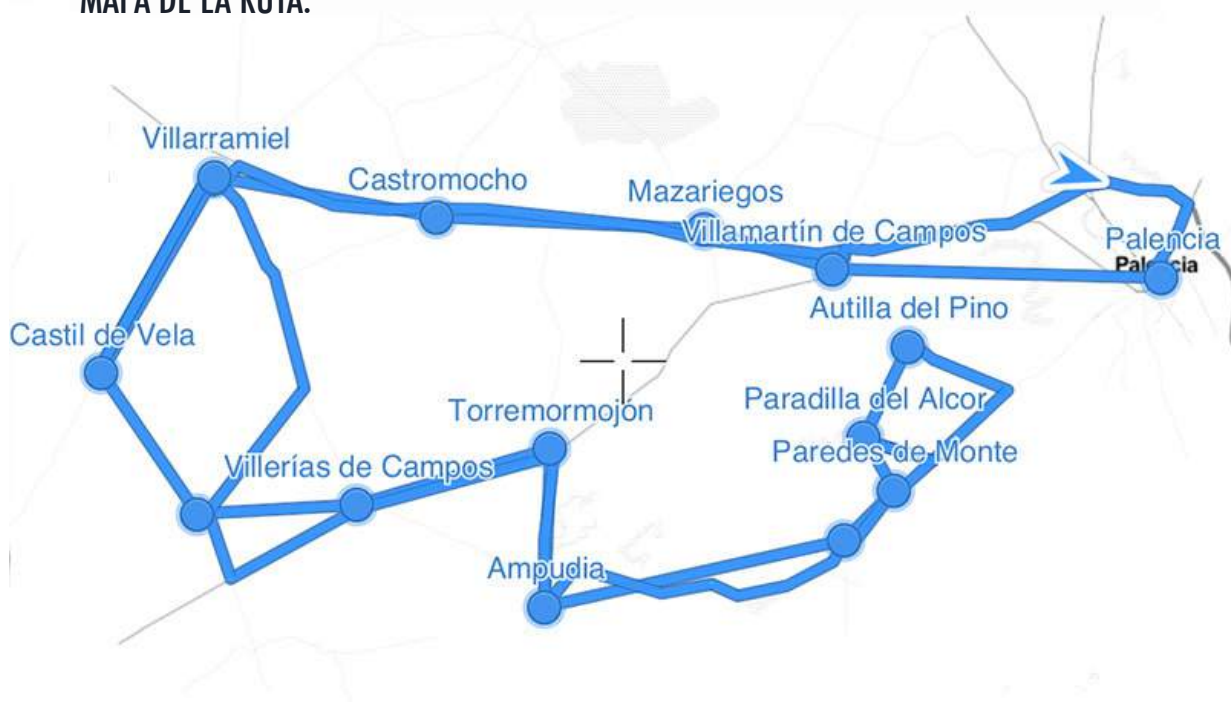 MAPA DE LA RUTA:
Villarramiel
Castromocho
Mazariegos
Villamartín de Campos
Palencia
Palencia
Autilla del Pino
Castil de Vela
Paradilla del Alcor
Torremormojón
Paredes de Monte
Villerías de Campos
Ampudia